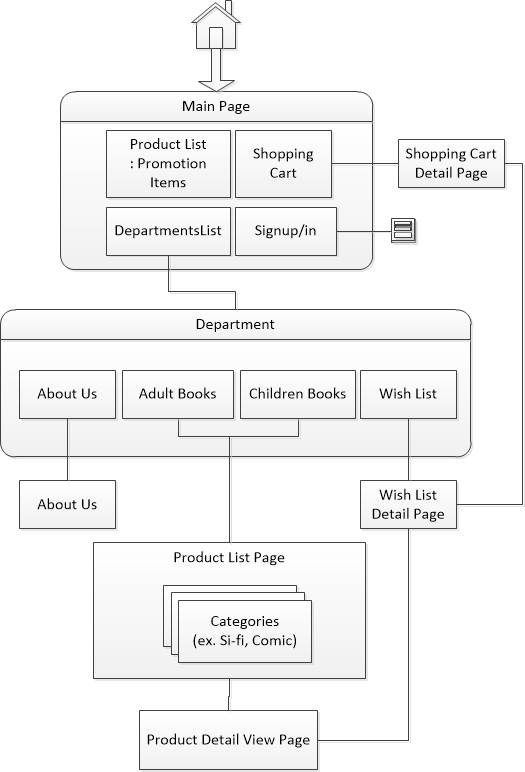 Main Page
Product List
: Promotion
Items
Shopping
Cart
Shopping Cart
Detail Page
DepartmentsList
Signup/in
Department
About Us
Adult Books
Children Books
Wish List
About Us
Wish List
Detail Page
Product List Page
Categories
(ex. Si-fi, Comic)
Product Detail View Page